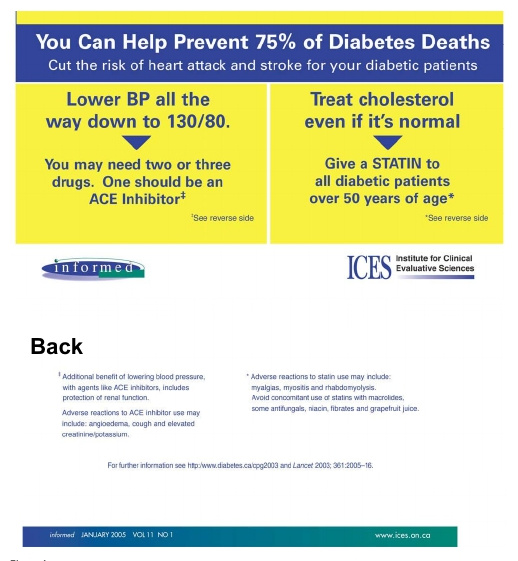 You Can Help Prevent 75% of Diabetes Deaths
Cut the risk of heart attack and stroke for your diabetic patients
Lower BP all the
way down to 130/80.
You may need two or three
drugs. One should be an
ACE Inhibitor‡
‡See reverse side
Treat cholesterol
even if it's normal
Give a STATIN to
all diabetic patients
over 50 years of age*
*See reverse side
informed
ICES Institute for Clinical
Evaluative Sciences
Back
‡ Additional benefit of lowering blood pressure,
with agents like ACE inhibitors, includes
protection of renal function.
Adverse reactions to ACE inhibitor use may
include: angioedema, cough and elevated
creatinine/potassium.
* Adverse reactions to statin use may include:
myalgias, myositis and rhabdomyolysis.
Avoid concomitant use of statins with macrolides,
some antifungals, niacin, fibrates and grapefruit juice.
For further information see http:/www.diabetes.ca/cpg2003 and Lancet 2003; 361:2005–16.
informed JANUARY 2005 VOL 11 NO 1
www.ices.on.ca